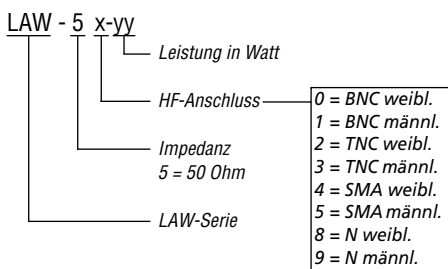 LAW - 5 x-yy
Leistung in Watt
HF-Anschluss
0 = BNC weibl.
1 = BNC männl.
2 = TNC weibl.
3 = TNC männl.
4 = SMA weibl.
5 = SMA männl.
8 = N weibl.
9 = N männl.
Impedanz
5 = 50 Ohm
LAW-Serie